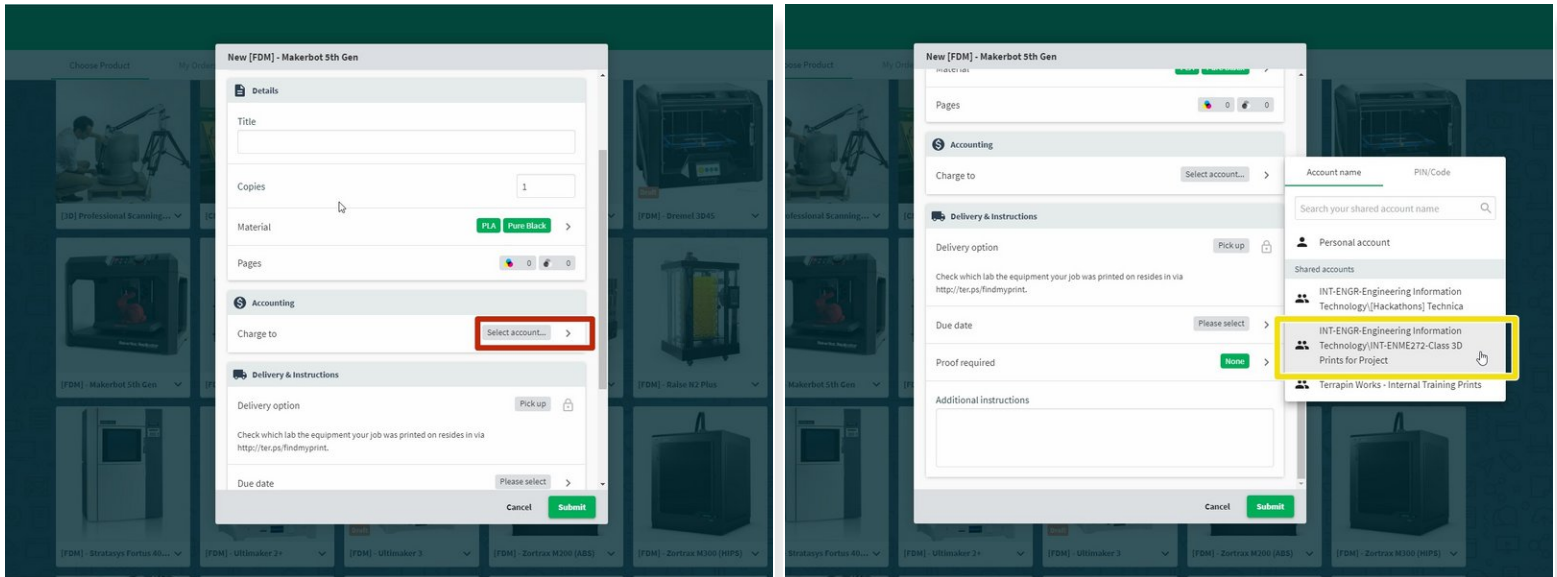 New [FDM] - Makerbot 5th Gen
Choose Product
My Orde
Details
Title
Copies
1
Material
PLA
Pure Black
Pages
0
0
Accounting
Charge to
Select account...
Delivery & Instructions
Delivery option
Pick up
Check which lab the equipment your job was printed on resides in via
http://ter.ps/findmyprint.
Due date
Please select
Cancel
Submit
[3D] Professional Scanning...
Draft
[FDM] - Dremel 3D45
[FDM] - Makerbot 5th Gen
[FDM] - Raise N2 Plus
[FDM] - Stratasys Fortus 40...
[FDM] - Ultimaker 2+
[FDM] - Ultimaker 3
[FDM] - Zortrax M200 (ABS)
[FDM] - Zortrax M300 (HIPS)
New [FDM] - Makerbot 5th Gen
Product
My Orde
Material
Pages
0
0
Accounting
Charge to
Select account...
Delivery & Instructions
Delivery option
Pick up
Check which lab the equipment your job was printed on resides in via
http://ter.ps/findmyprint.
Due date
Please select
Proof required
None
Additional instructions
Cancel
Submit
Account name
PIN/Code
Search your shared account name
Personal account
Shared accounts
INT-ENGR-Engineering Information
Technology\[Hackathons] Technica
INT-ENGR-Engineering Information
Technology\INT-ENME272-Class 3D
Prints for Project
Terrapin Works - Internal Training Prints
Scanning...
Makerbot 5th Gen
Stratasys Fortus 40...
[FDM] - Ultimaker 2+
[FDM] - Ultimaker 3
[FDM] - Zortrax M200 (ABS)
[FDM] - Zortrax M300 (HIPS)